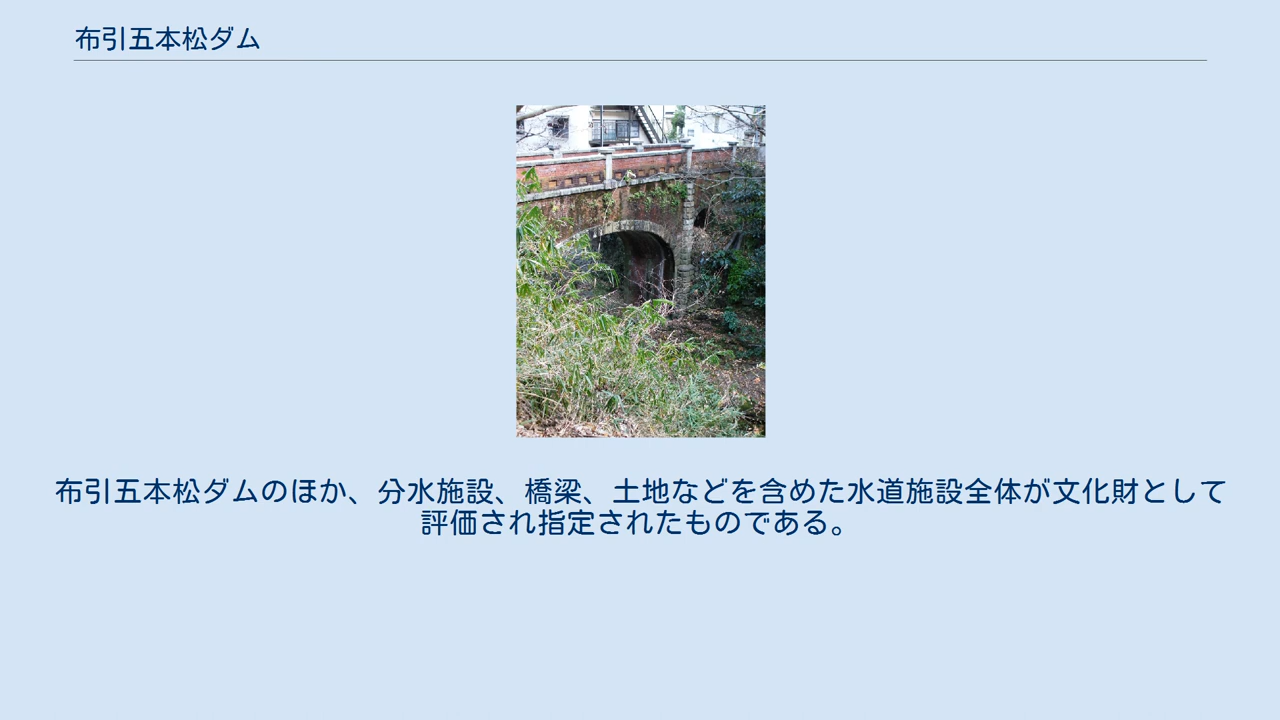 布引五本松ダム
布引五本松ダムのほか、分水施設、橋梁、土地などを含めた水道施設全体が文化財として
評価され指定されたものである。